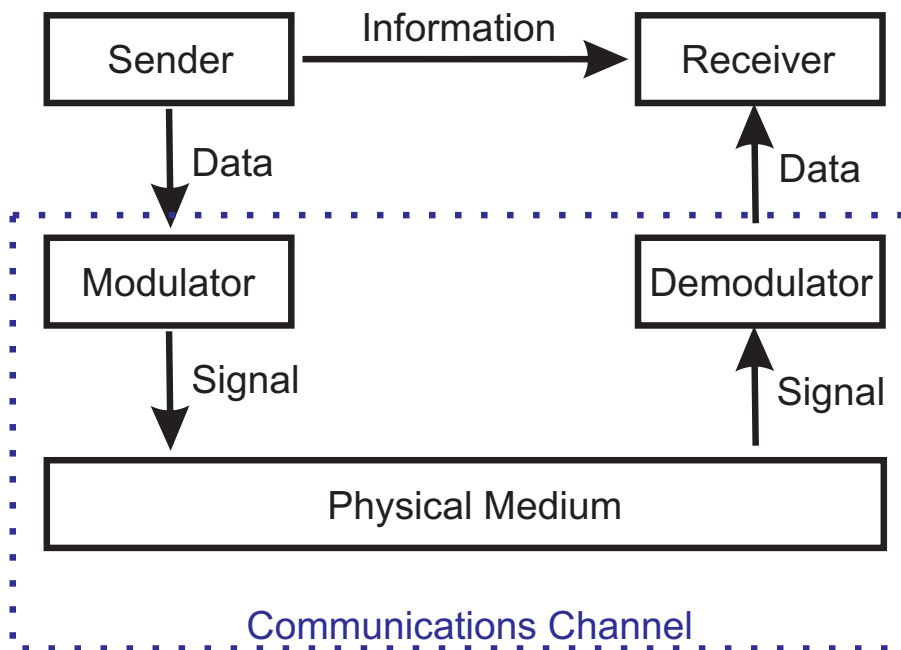 Information
Sender
Receiver
Data
Data
Modulator
Demodulator
Signal
Signal
Physical Medium
Communications Channel